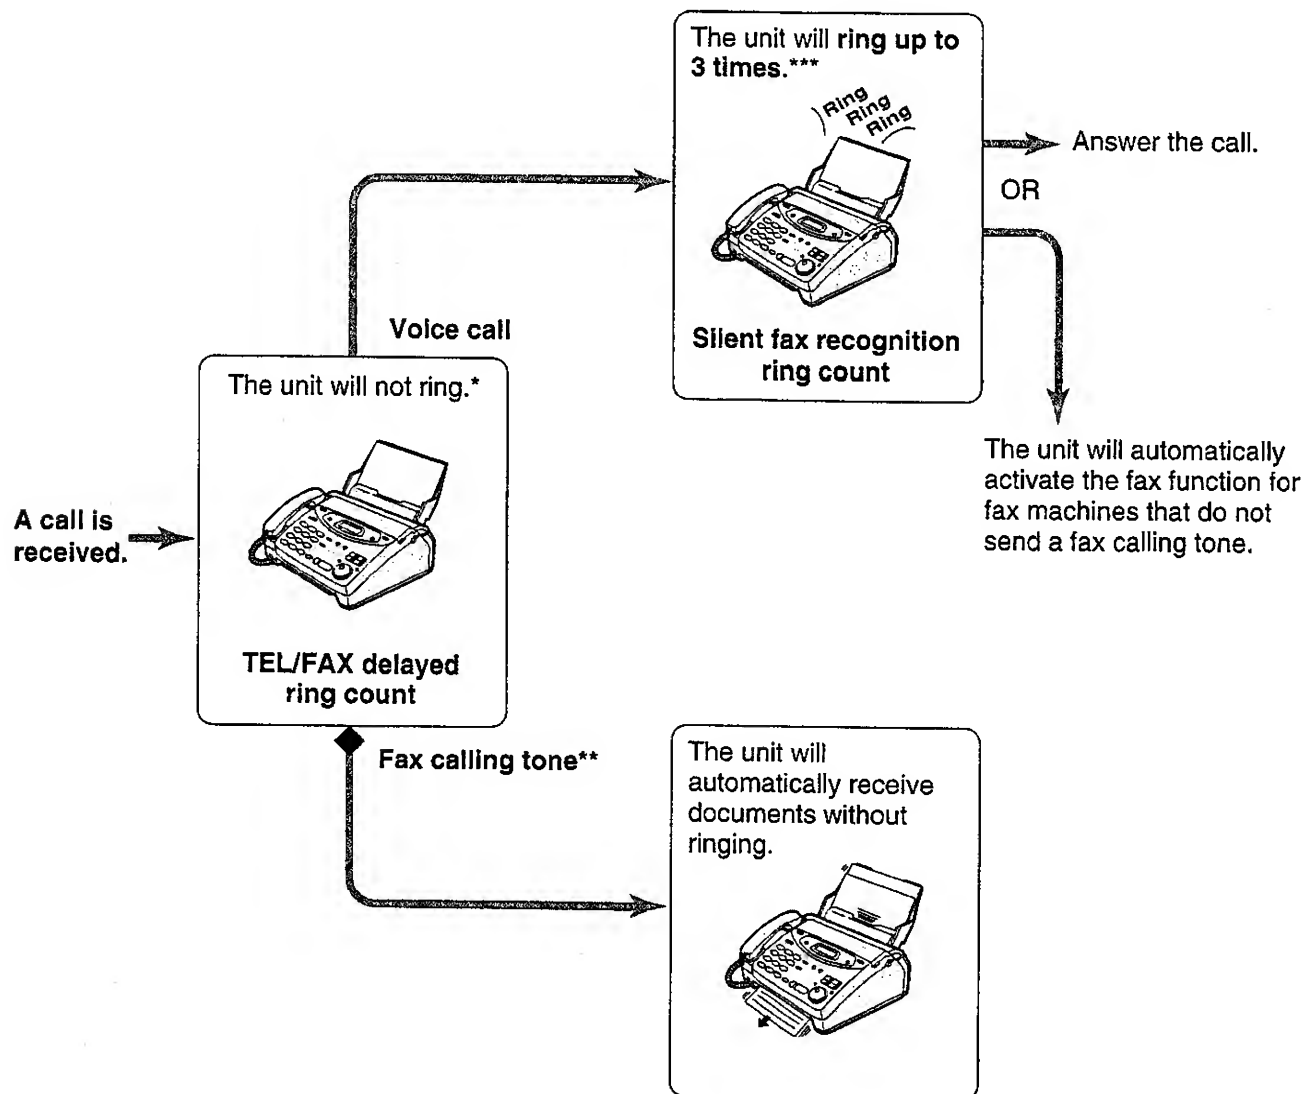 The unit will ring up to
3 times.***
Ring
Ring
Ring
Answer the call.
OR
Silent fax recognition
ring count
Voice call
The unit will not ring.*
The unit will automatically
activate the fax function for
fax machines that do not
send a fax calling tone.
A call is
received.
TEL/FAX delayed
ring count
Fax calling tone**
The unit will
automatically receive
documents without
ringing.